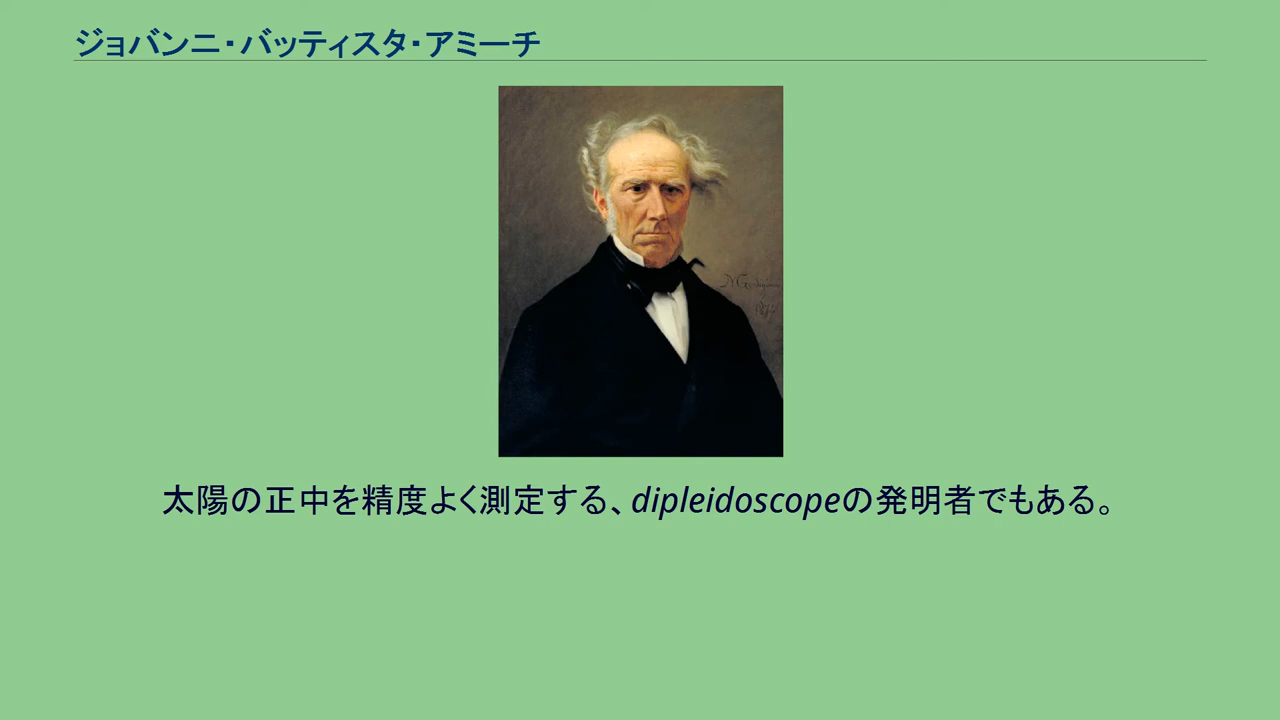 ジョバンニ・バッティスタ・アミーチ
太陽の正中を精度よく測定する、dipleidoscopeの発明者でもある。